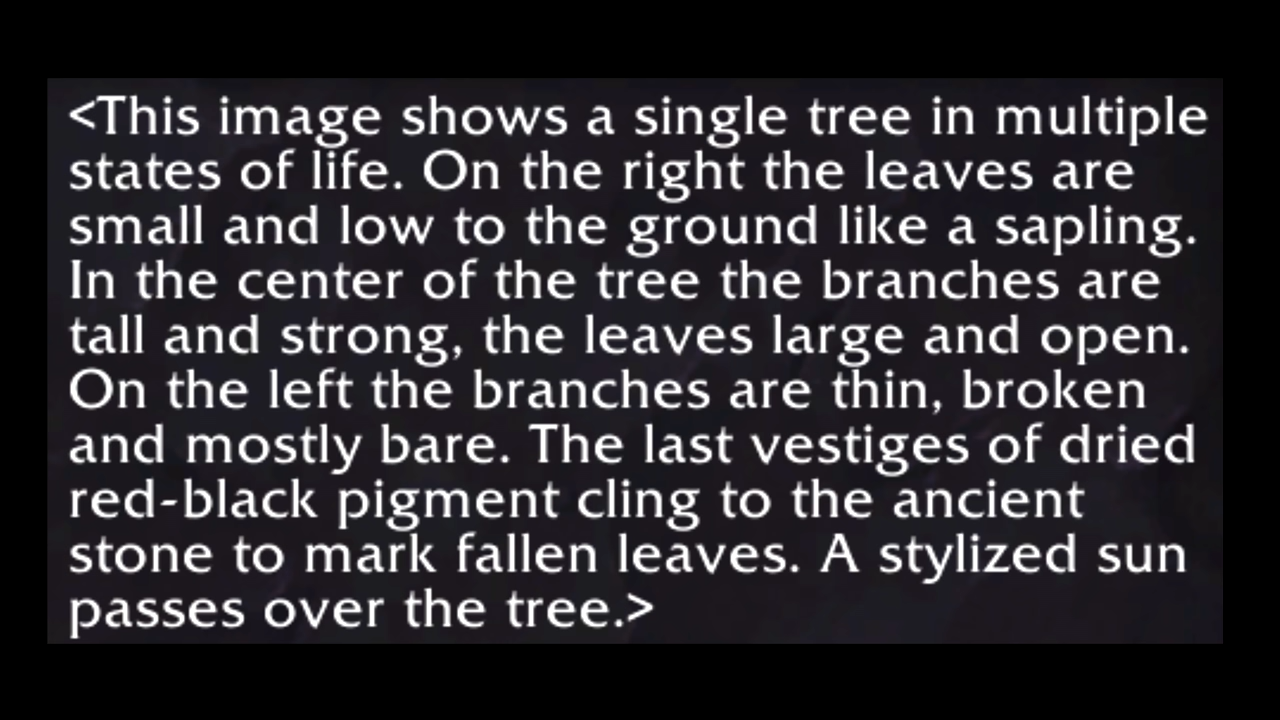 <This image shows a single tree in multiple
states of life. On the right the leaves are
small and low to the ground like a sapling.
In the center of the tree the branches are
tall and strong, the leaves large and open.
On the left the branches are thin, broken
and mostly bare. The last vestiges of dried
red-black pigment cling to the ancient
stone to mark fallen leaves. A stylized sun
passes over the tree.>